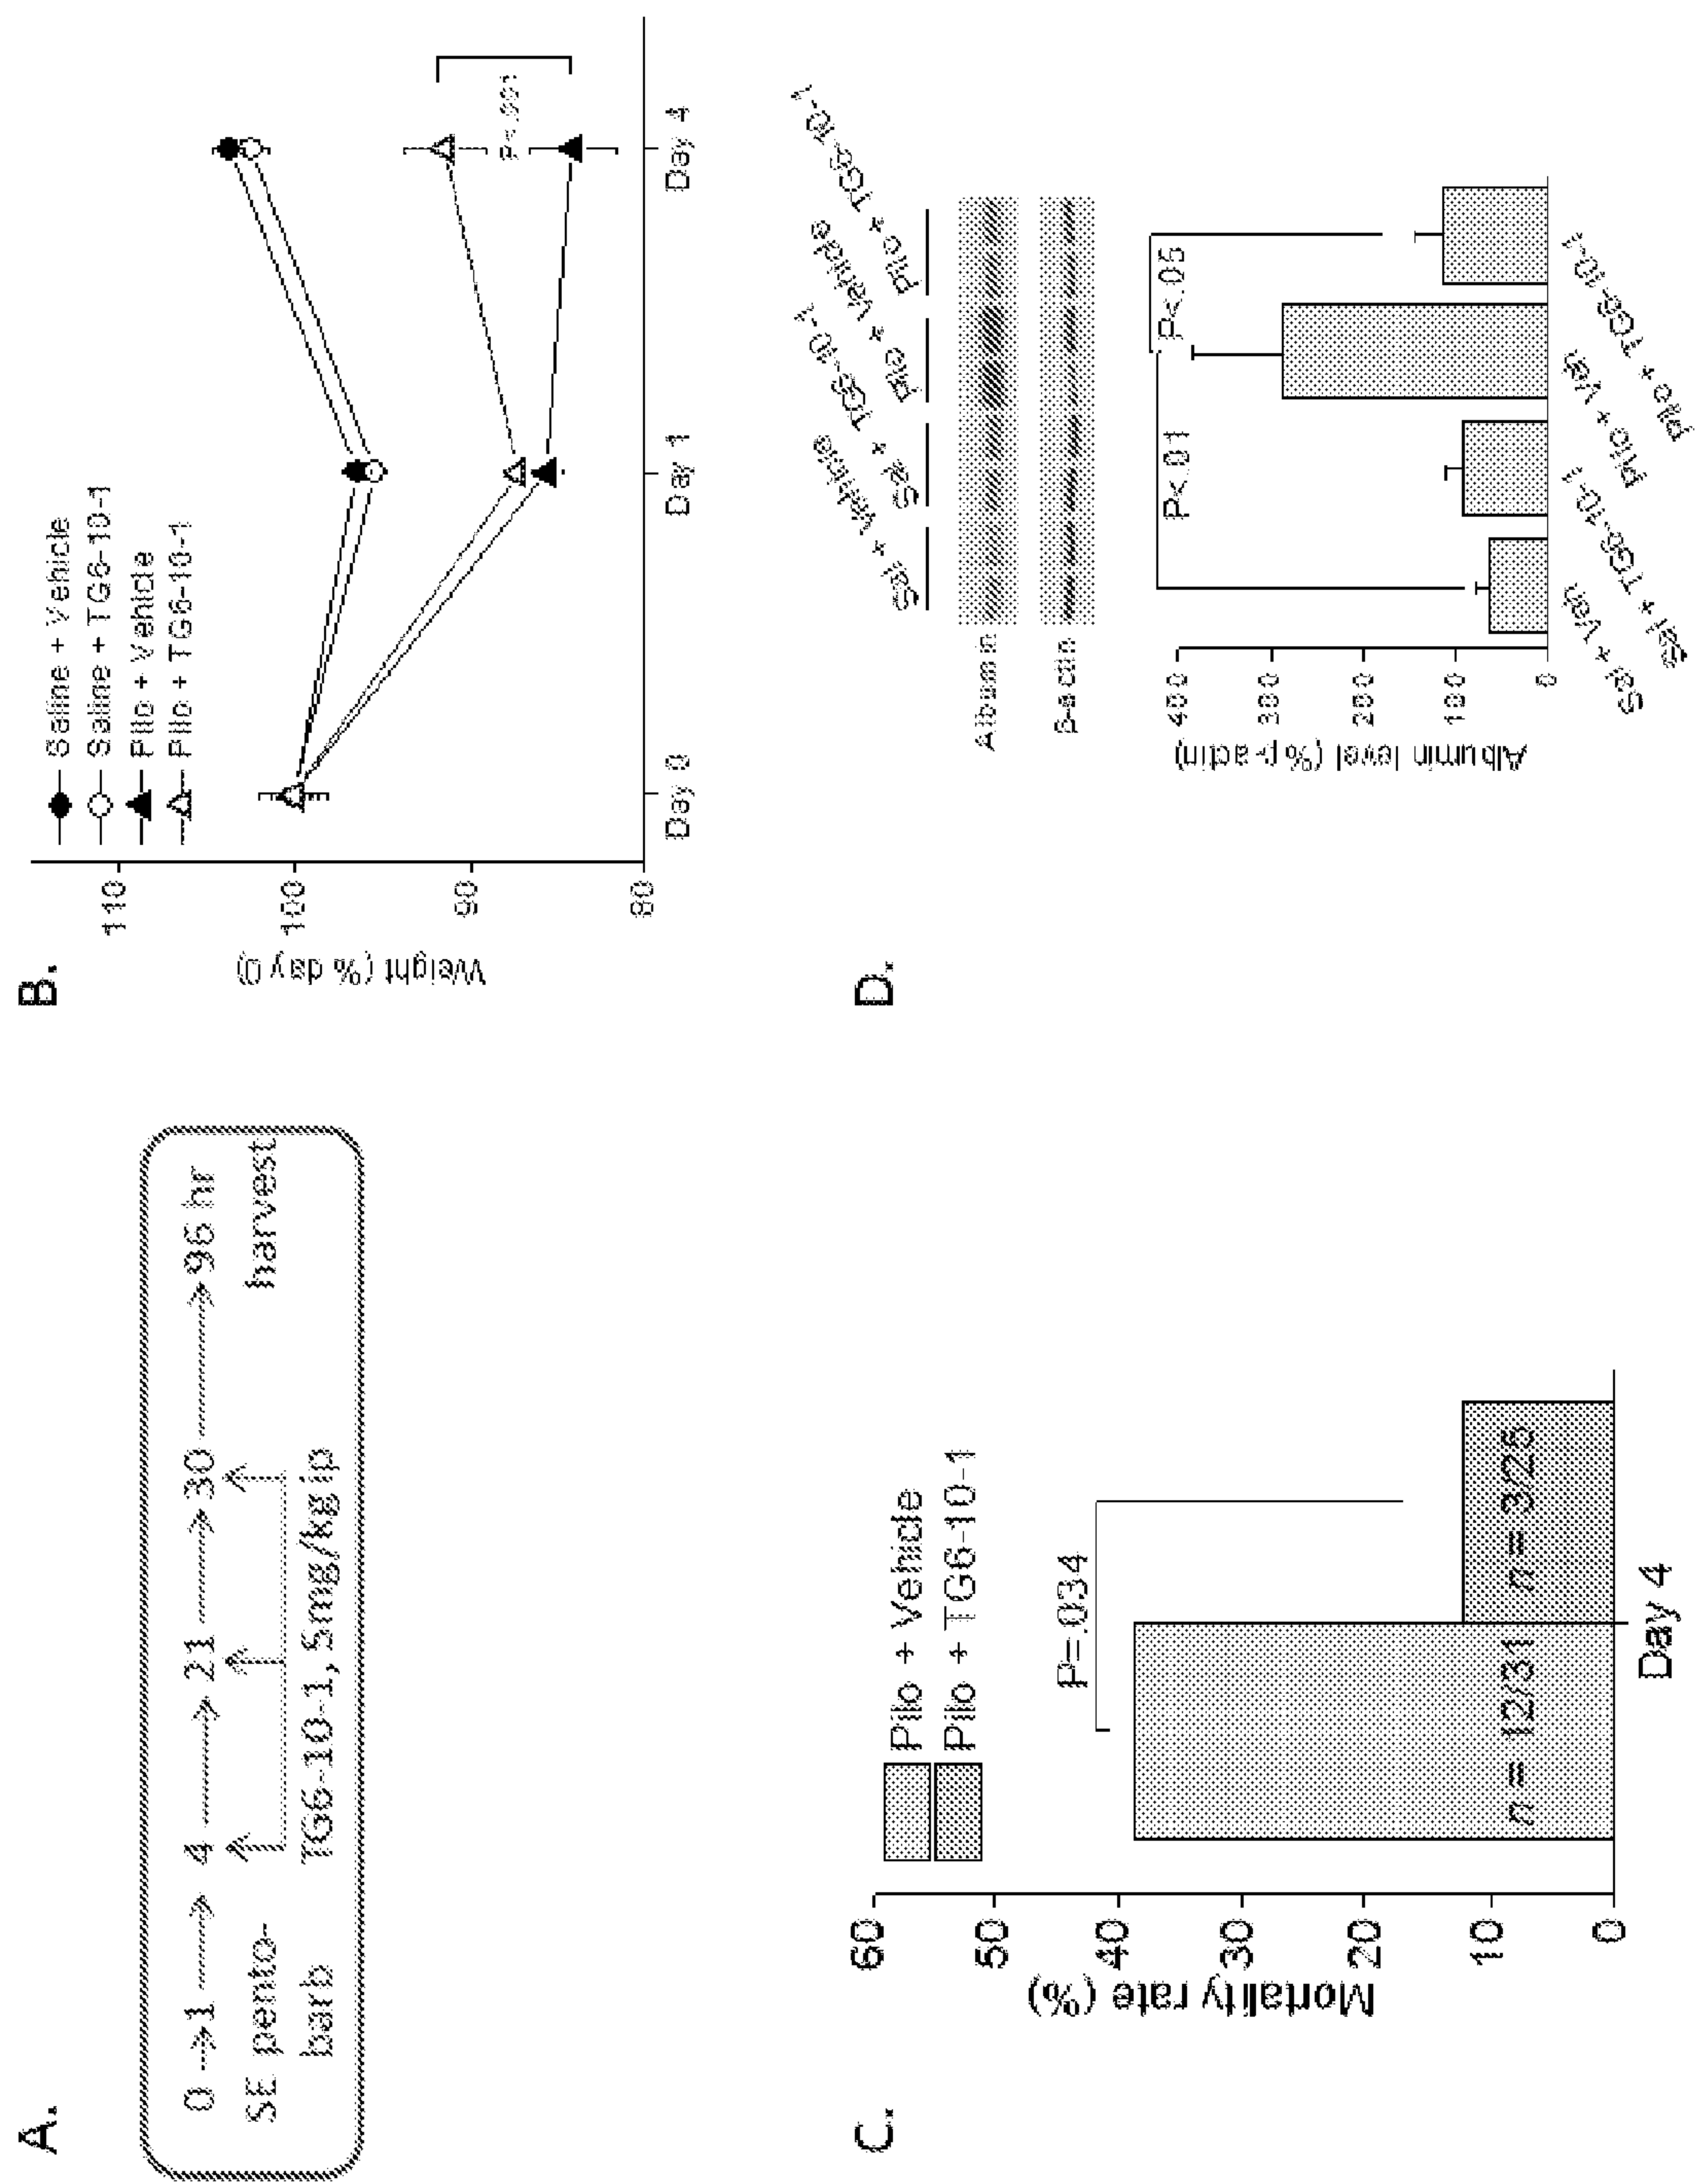 A.
0 → 1 → 4 → 21 → 30 → 96 hr
SE pento- harvest
barb TG6-10-1, 5mg/kg ip
B.
Saline + Vehicle
Saline + TG6-10-1
Pilo + Vehicle
Pilo + TG6-10-1
Weight (% day 0)
110
100
90
80
P<.001
Day 0 Day 1 Day 4
C.
Pilo + Vehicle
Pilo + TG6-10-1
Mortality rate (%)
60
50
40
30
20
10
0
P=.034
n = 12/31 n = 3/25
Day 4
D.
Sal + Vehicle Sal + TG6-10-1 Pilo + Vehicle Pilo + TG6-10-1
Albumin
β-actin
Albumin level (% β-actin)
400
300
200
100
0
P<.01 P<.05
Sal + Veh Sal + TG6-10-1 Pilo + Veh Pilo + TG6-10-1